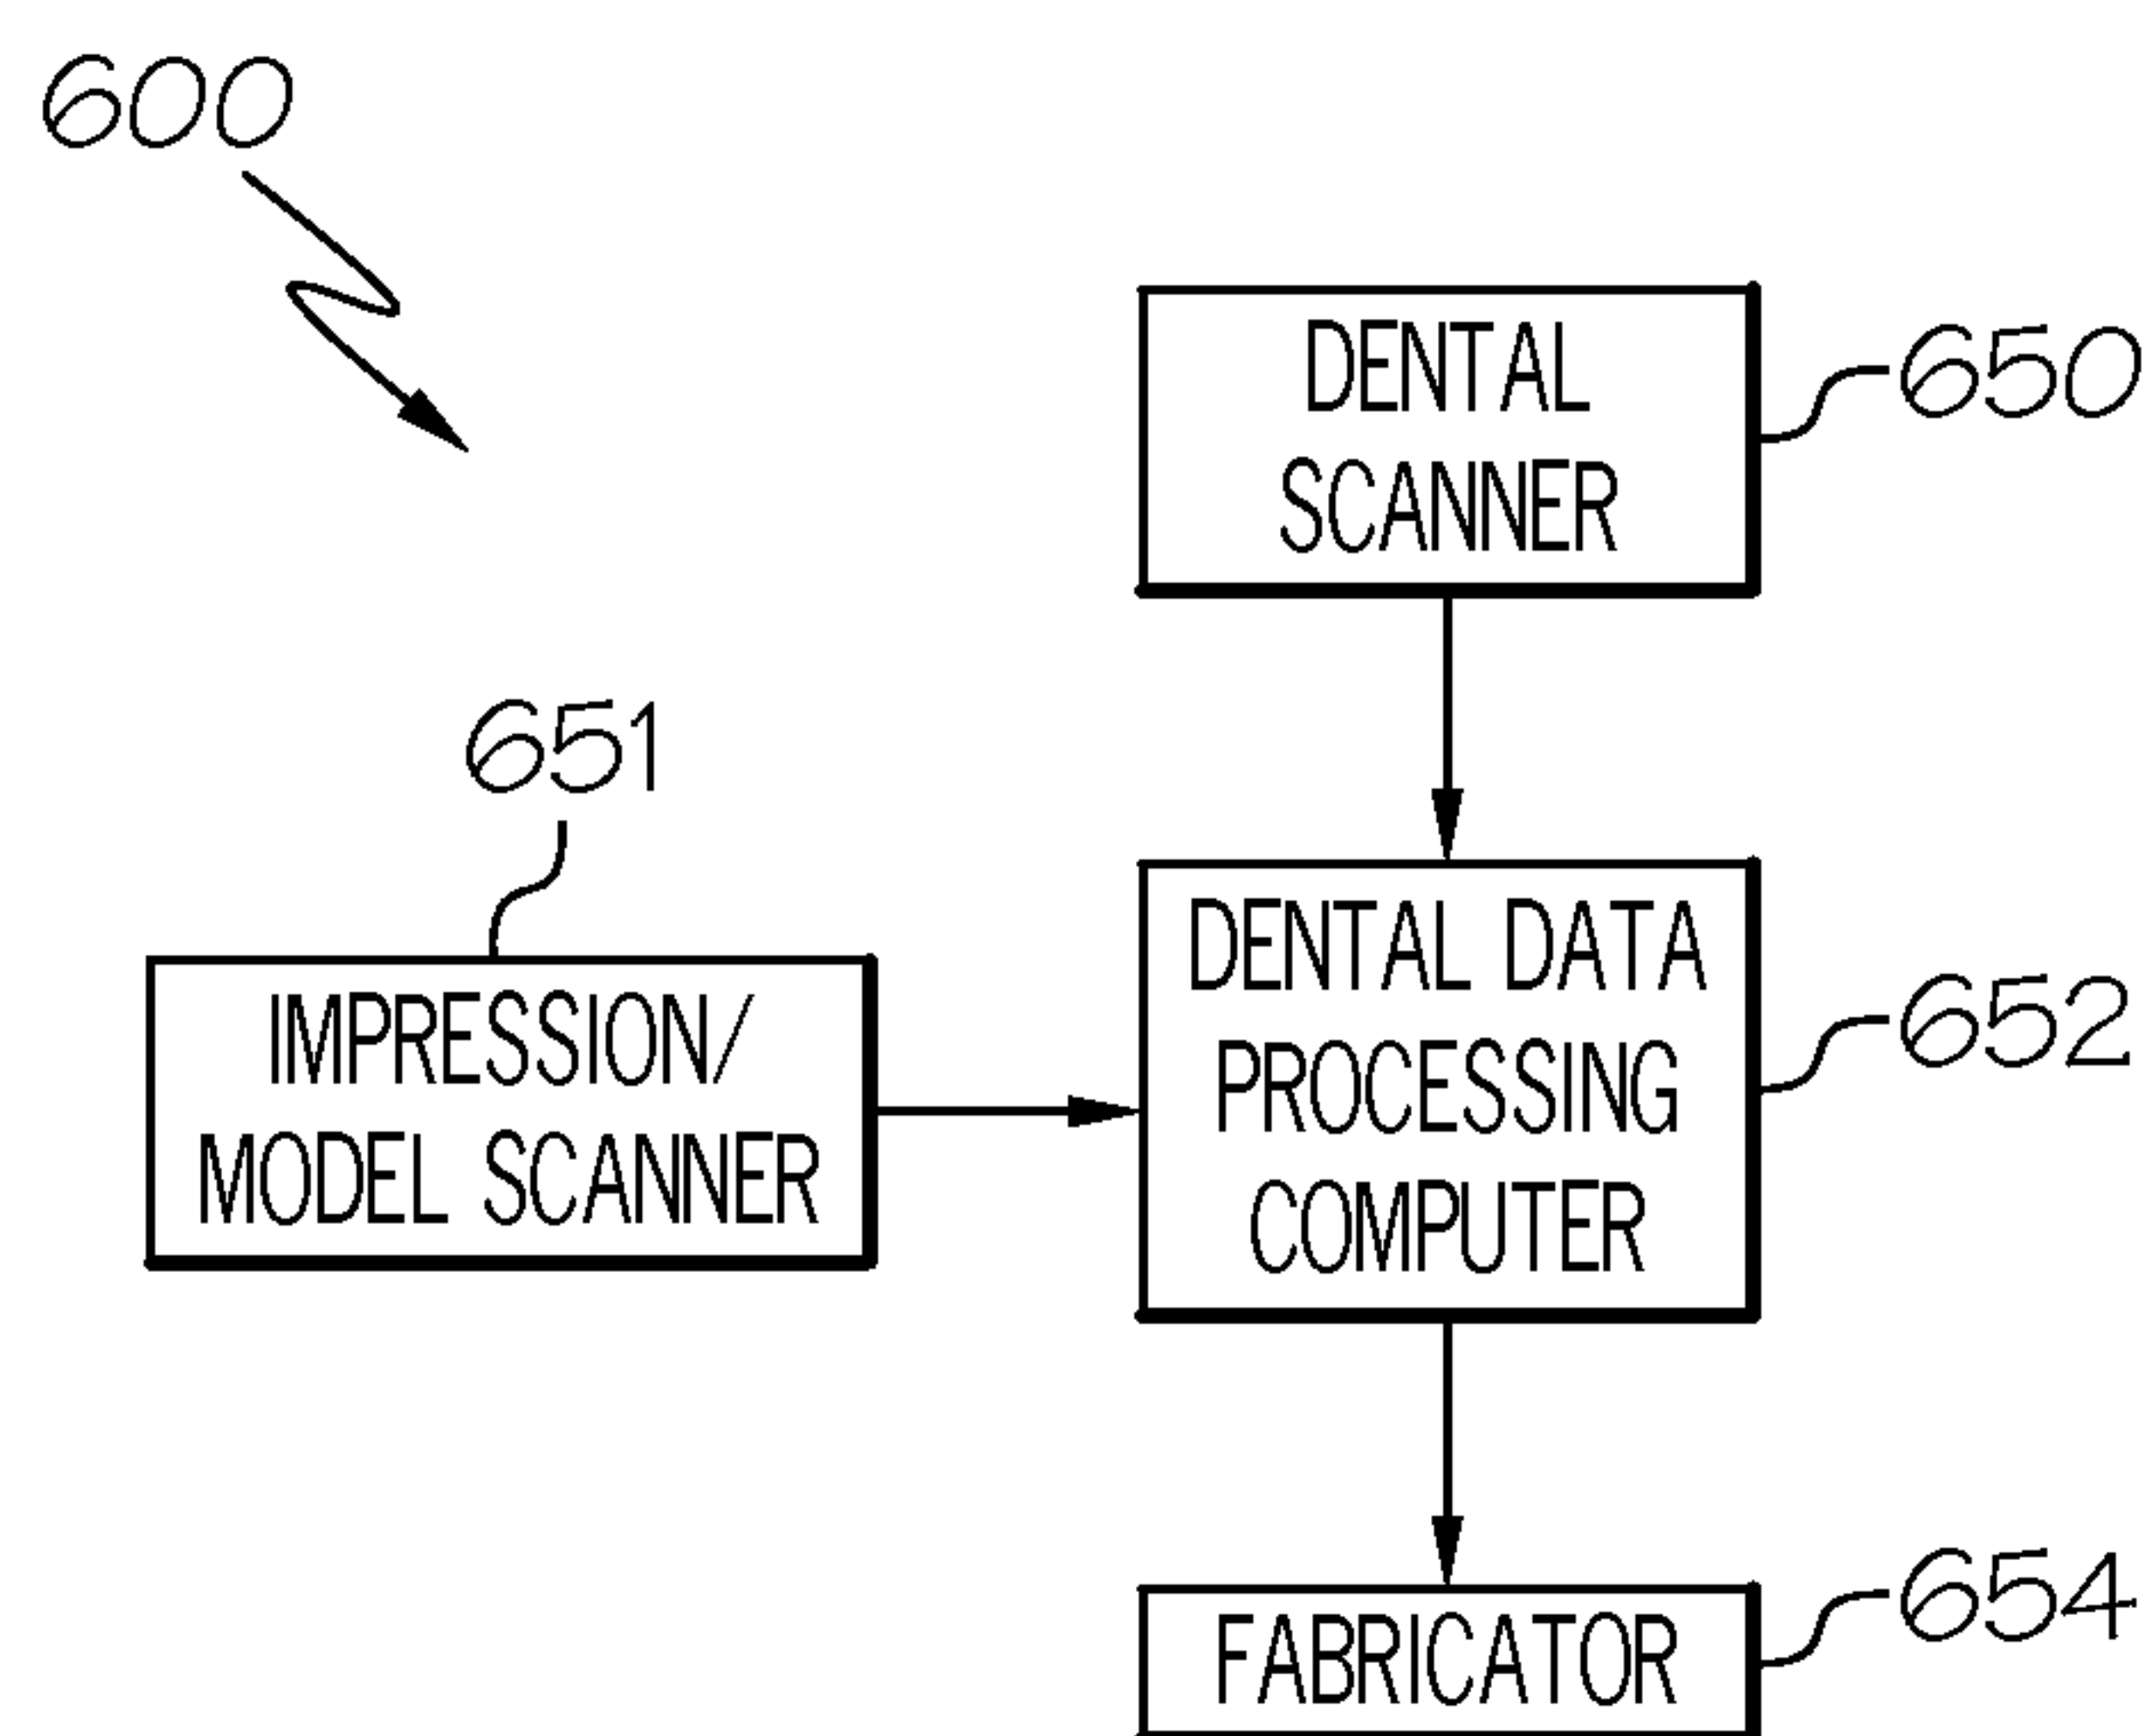 600
DENTAL
SCANNER
650
651
IMPRESSION/
MODEL SCANNER
DENTAL DATA
PROCESSING
COMPUTER
652
FABRICATOR
654